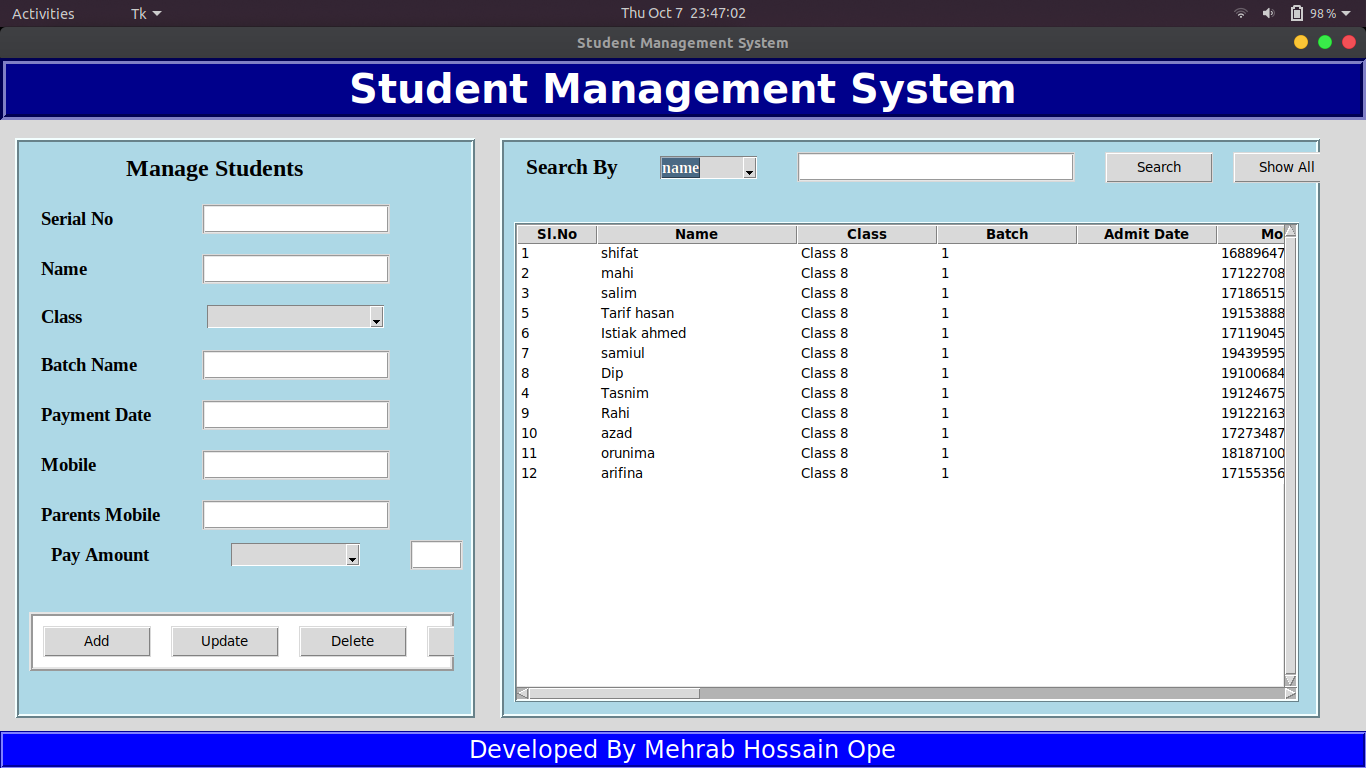 Activities Tk Thu Oct 7 23:47:02 98%
Student Management System
Student Management System
Manage Students
Serial No
Name
Class
Batch Name
Payment Date
Mobile
Parents Mobile
Pay Amount
Add Update Delete
Search By name Search Show All
Sl.No Name Class Batch Admit Date Mo
1 shifat Class 8 1 16889647
2 mahi Class 8 1 17122708
3 salim Class 8 1 17186515
5 Tarif hasan Class 8 1 19153888
6 Istiak ahmed Class 8 1 17119045
7 samiul Class 8 1 19439595
8 Dip Class 8 1 19100684
4 Tasnim Class 8 1 19124675
9 Rahi Class 8 1 19122163
10 azad Class 8 1 17273487
11 orunima Class 8 1 18187100
12 arifina Class 8 1 17155356
Developed By Mehrab Hossain Ope